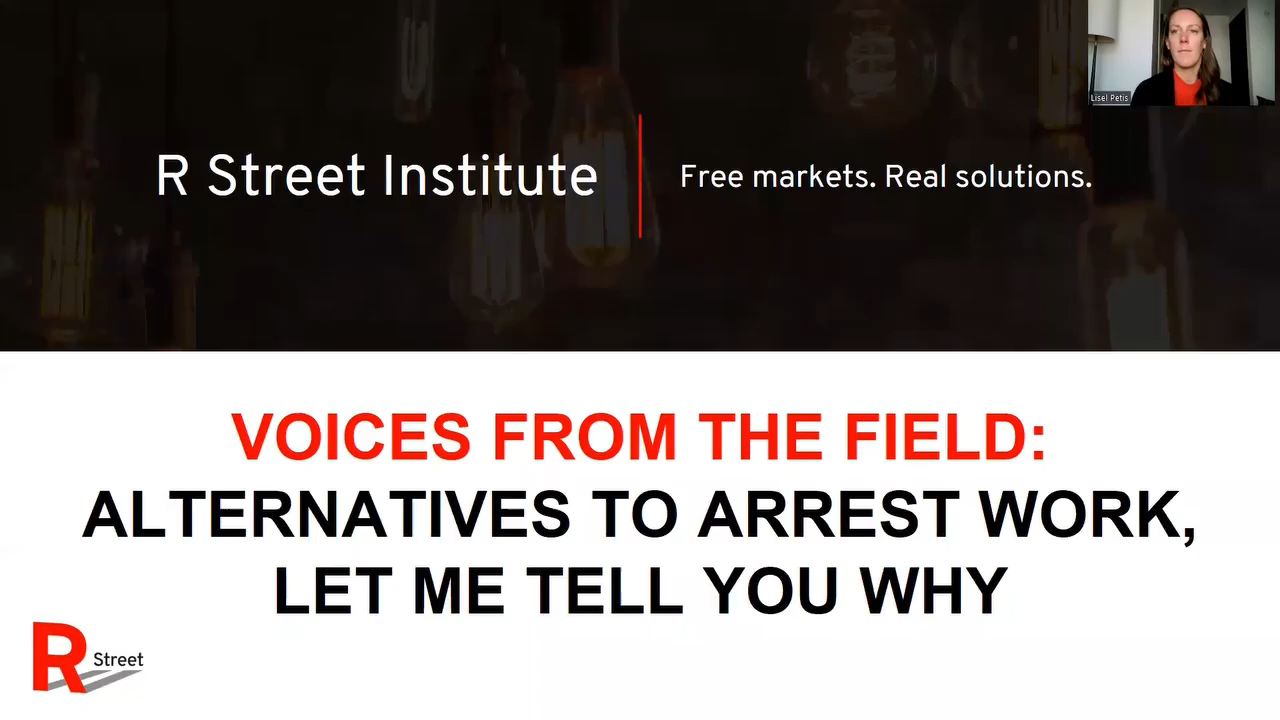 R Street Institute
Free markets. Real solutions.
Lisel Petis
VOICES FROM THE FIELD:
ALTERNATIVES TO ARREST WORK,
LET ME TELL YOU WHY
R Street